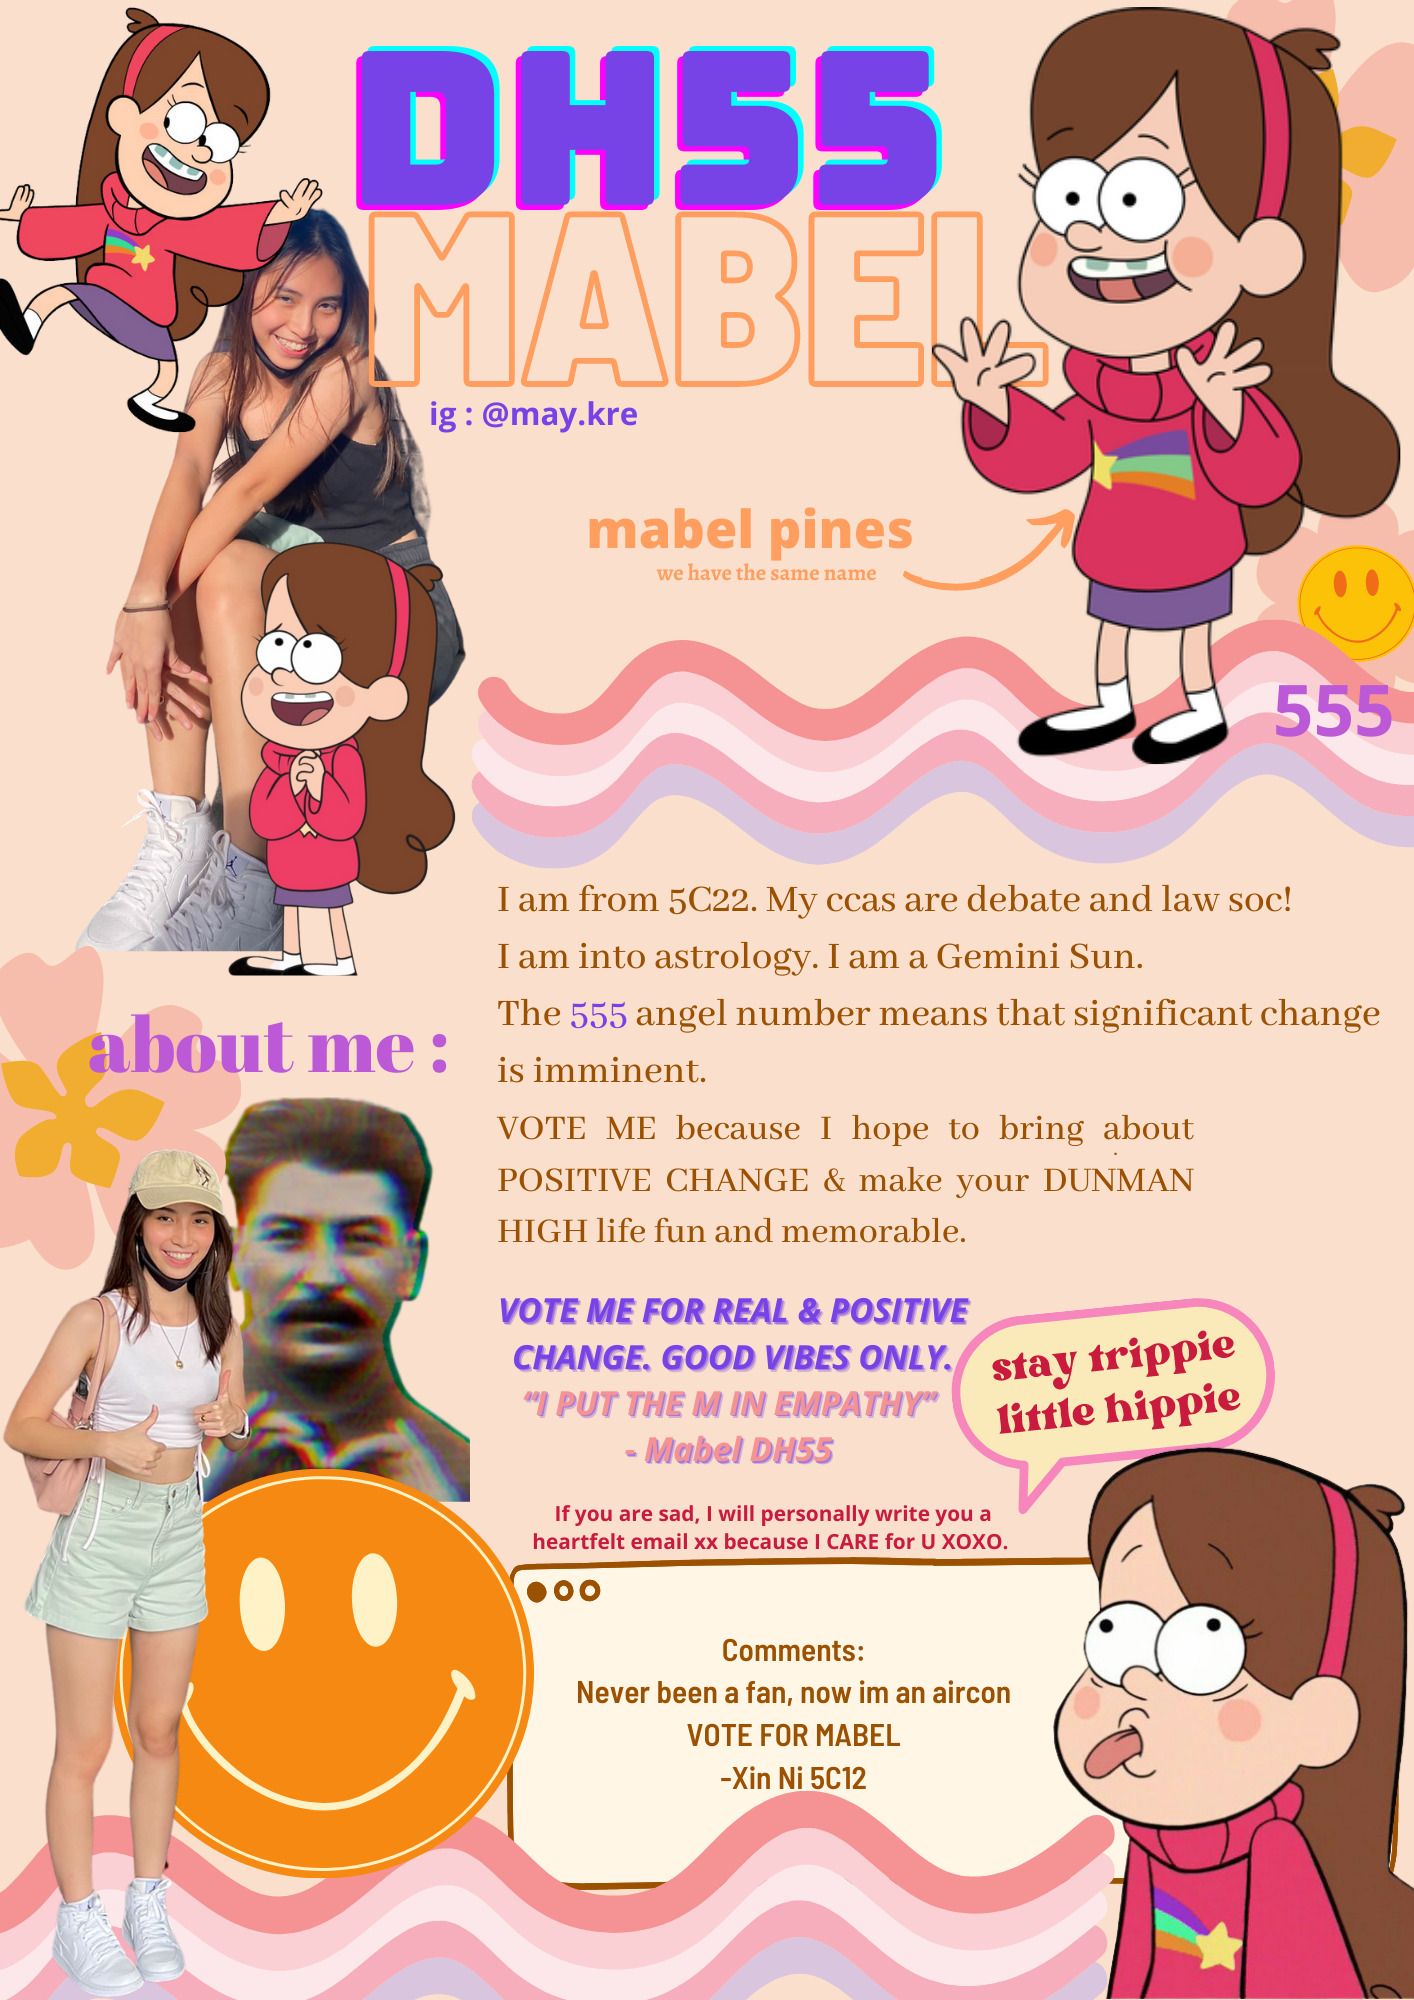 DH55
MABEL
ig : @may.kre
mabel pines
we have the same name
555
I am from 5C22. My ccas are debate and law soc!
I am into astrology. I am a Gemini Sun.
The 555 angel number means that significant change
is imminent.
VOTE ME because I hope to bring about
POSITIVE CHANGE & make your DUNMAN
HIGH life fun and memorable.
about me :
VOTE ME FOR REAL & POSITIVE
CHANGE. GOOD VIBES ONLY.
“I PUT THE M IN EMPATHY”
- Mabel DH55
stay trippie
little hippie
If you are sad, I will personally write you a
heartfelt email xx because I CARE for U XOXO.
Comments:
Never been a fan, now im an aircon
VOTE FOR MABEL
-Xin Ni 5C12